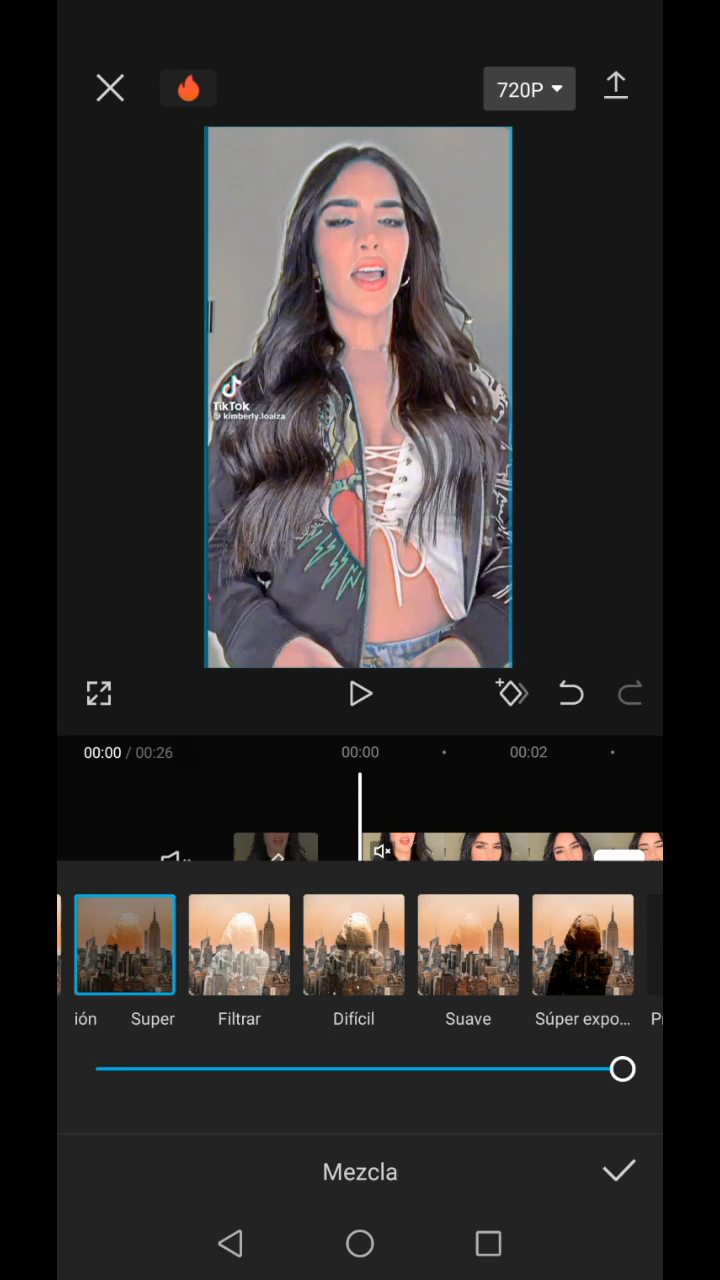 720P
TikTok
@ kimberly.loaiza
00:00 / 00:26
00:00
00:02
ión
Super
Filtrar
Difícil
Suave
Súper expo...
P
Mezcla